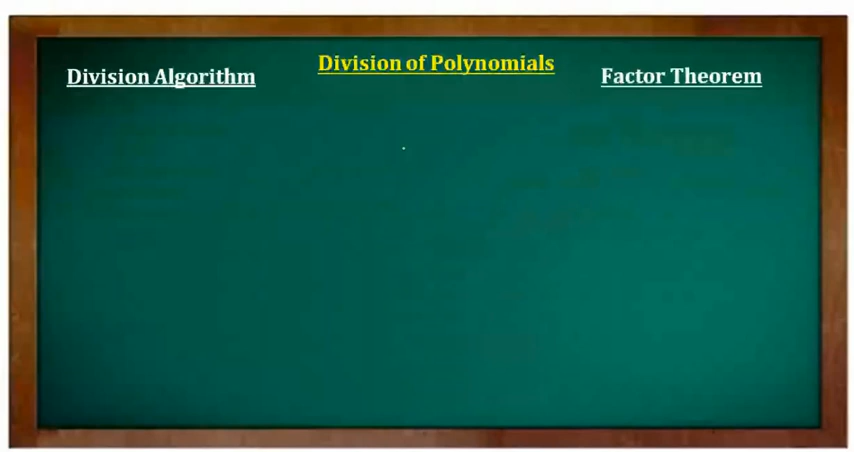 Division of Polynomials
Division Algorithm
Factor Theorem